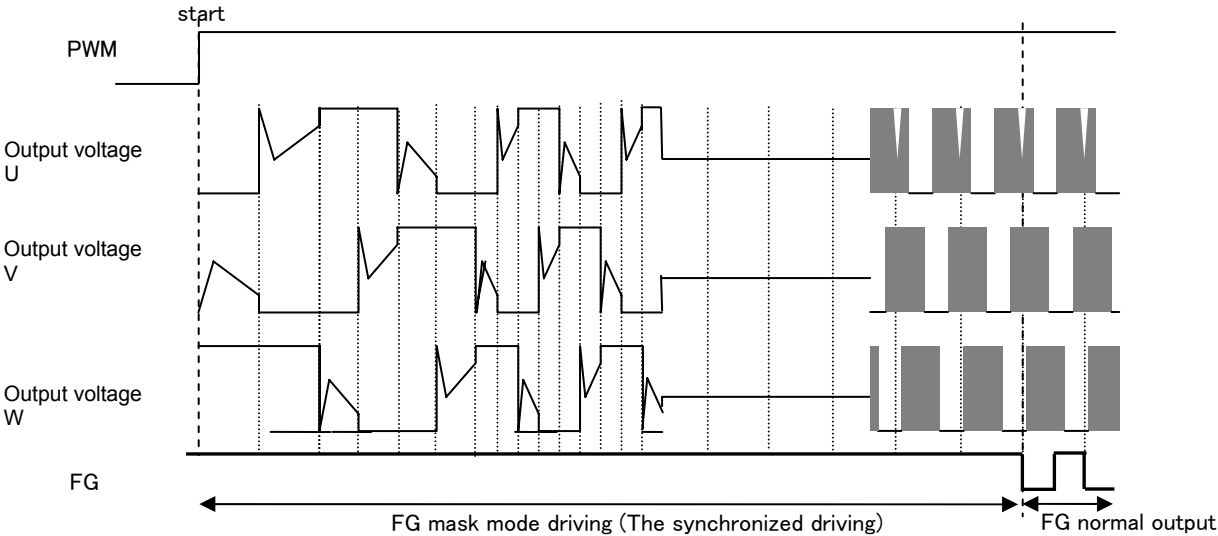 start
PWM
Output voltage
U
Output voltage
V
Output voltage
W
FG
FG mask mode driving (The synchronized driving)
FG normal output